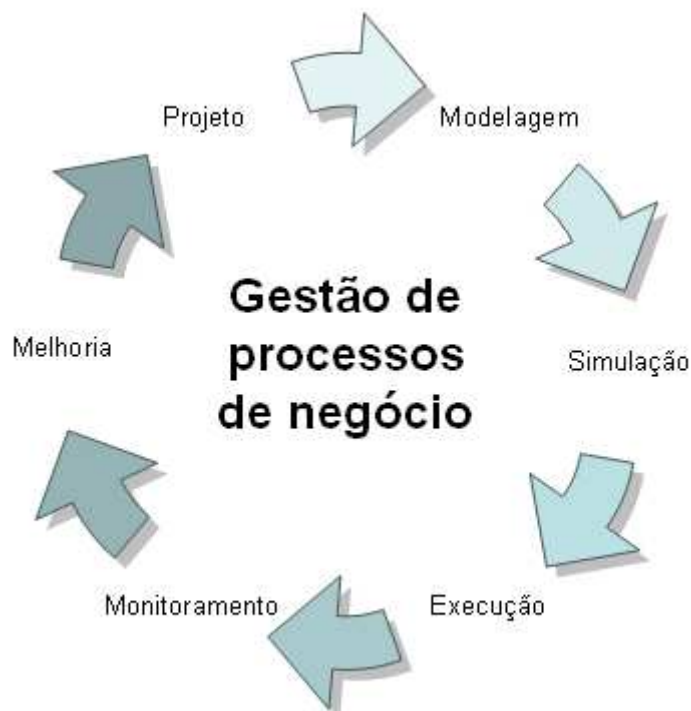 Projeto
Modelagem
Gestão de
processos
de negócio
Melhoria
Simulação
Monitoramento
Execução